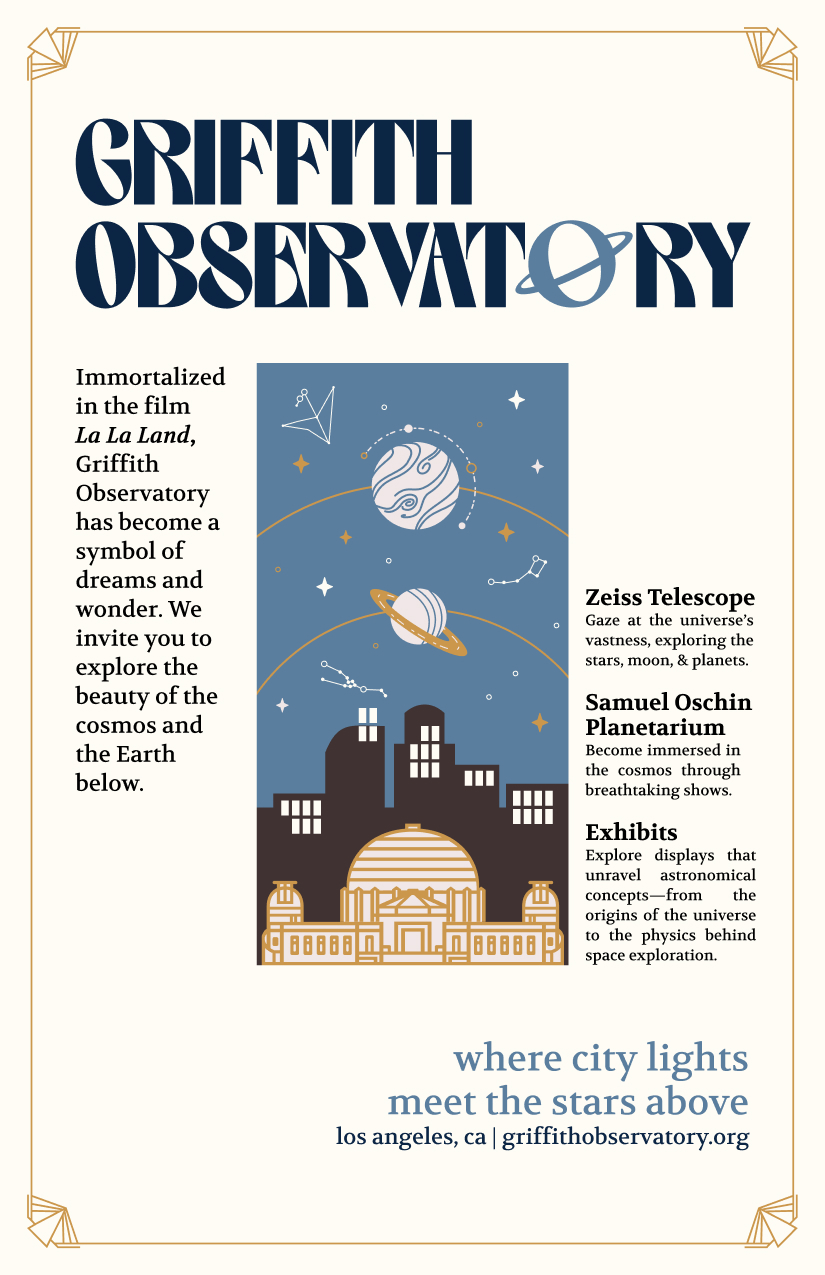 GRIFFITH
OBSERVATORY
Immortalized
in the film
La La Land,
Griffith
Observatory
has become a
symbol of
dreams and
wonder. We
invite you to
explore the
beauty of the
cosmos and
the Earth
below.
Zeiss Telescope
Gaze at the universe’s
vastness, exploring the
stars, moon, & planets.
Samuel Oschin
Planetarium
Become immersed in
the cosmos through
breathtaking shows.
Exhibits
Explore displays that
unravel astronomical
concepts—from the
origins of the universe
to the physics behind
space exploration.
where city lights
meet the stars above
los angeles, ca | griffithobservatory.org